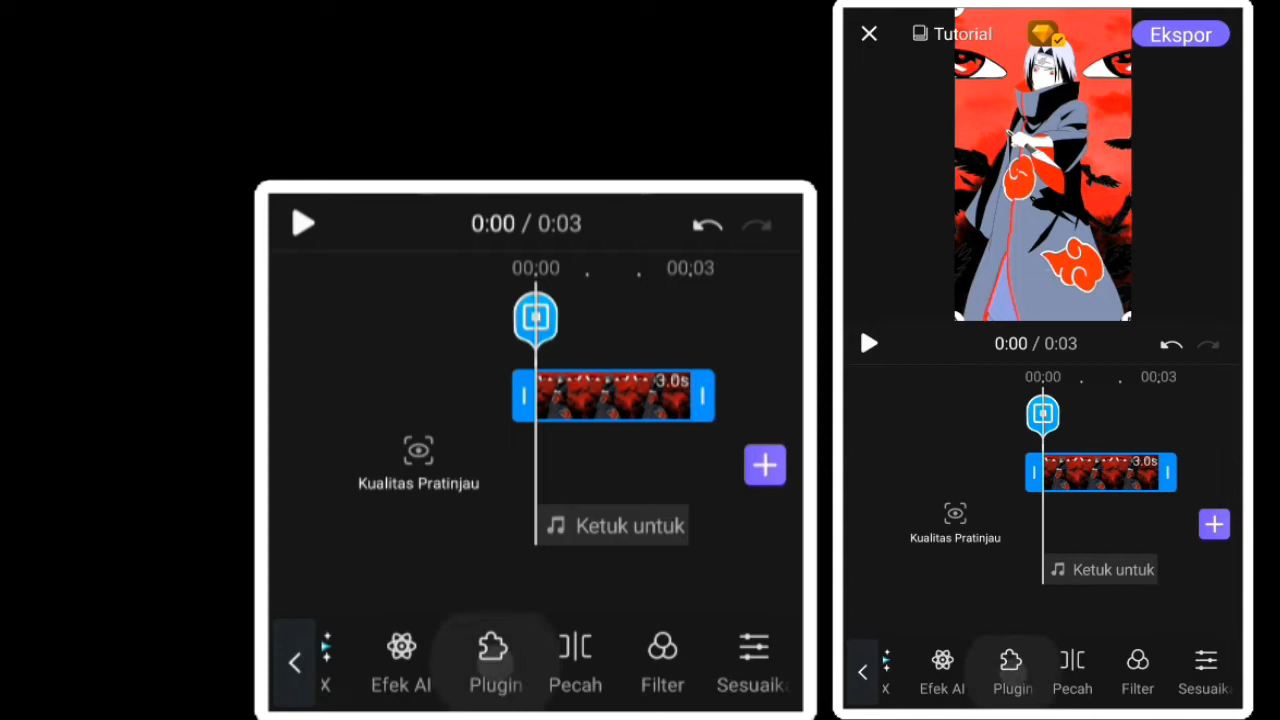 0:00 / 0:03
00:00 . . 00:03
3.0s
Kualitas Pratinjau
Ketuk untuk
X Efek AI Plugin Pecah Filter Sesuaik
Tutorial Ekspor
0:00 / 0:03
00:00 . . 00:03
3.0s
Kualitas Pratinjau
Ketuk untuk
X Efek AI Plugin Pecah Filter Sesuaik